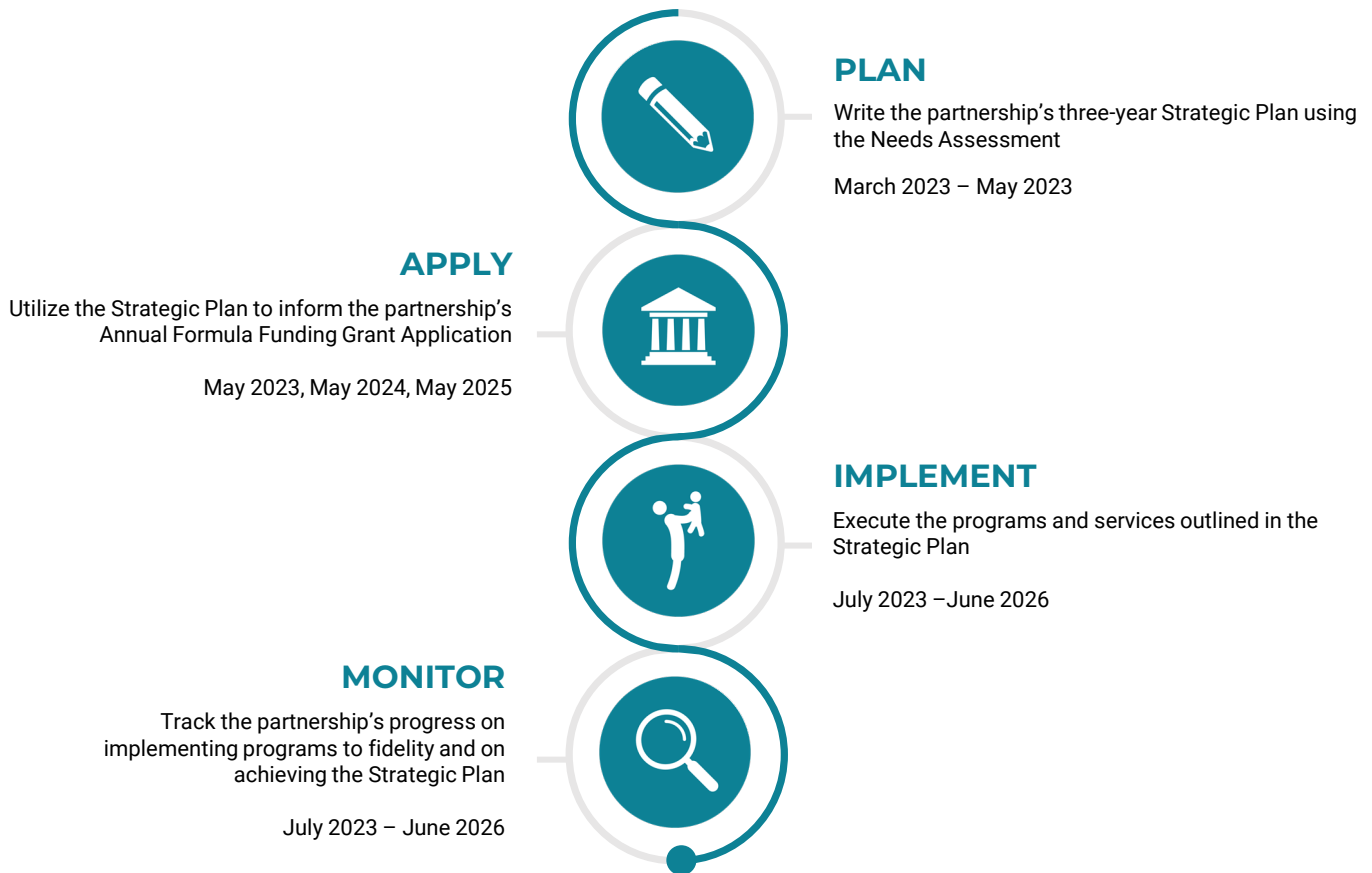 PLAN
Write the partnership’s three-year Strategic Plan using
the Needs Assessment
March 2023 – May 2023
APPLY
Utilize the Strategic Plan to inform the partnership’s
Annual Formula Funding Grant Application
May 2023, May 2024, May 2025
IMPLEMENT
Execute the programs and services outlined in the
Strategic Plan
July 2023 –June 2026
MONITOR
Track the partnership’s progress on
implementing programs to fidelity and on
achieving the Strategic Plan
July 2023 – June 2026